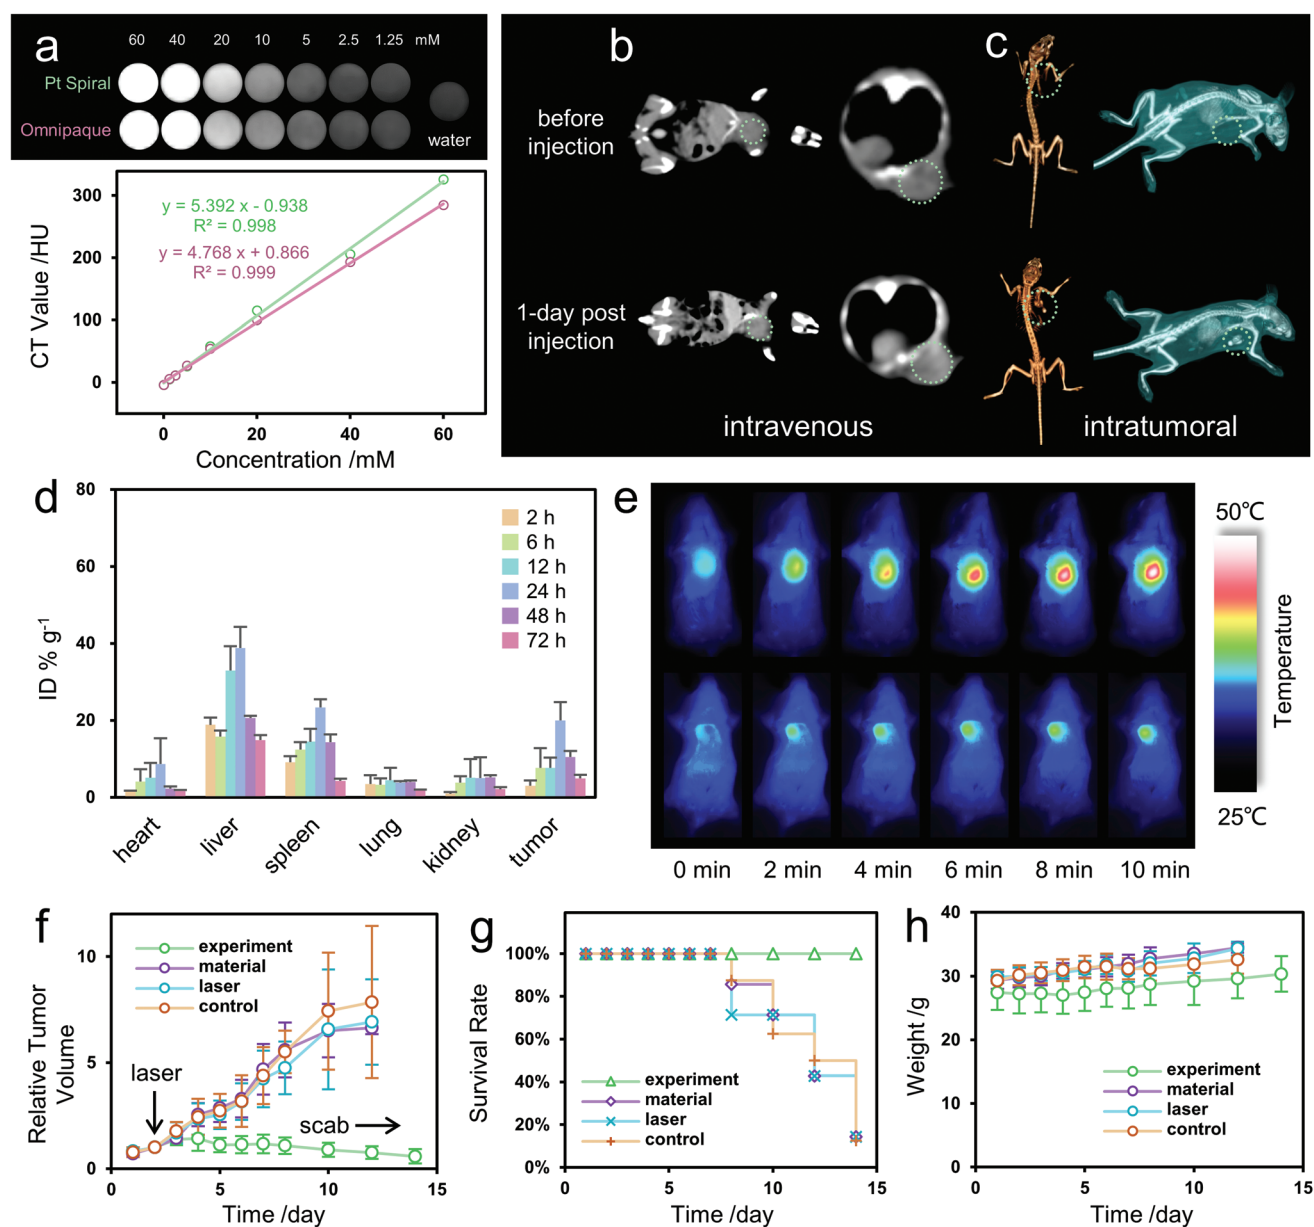 a
60 40 20 10 5 2.5 1.25 mM
Pt Spiral
Omnipaque
water
300
200
100
0
CT Value /HU
y = 5.392 x - 0.938
R² = 0.998
y = 4.768 x + 0.866
R² = 0.999
0 20 40 60
Concentration /mM
b
c
before
injection
1-day post
injection
intravenous
intratumoral
d
80
60
40
20
0
ID % g⁻¹
2 h
6 h
12 h
24 h
48 h
72 h
heart
liver
spleen
lung
kidney
tumor
e
50℃
Temperature
25℃
0 min 2 min 4 min 6 min 8 min 10 min
f
10
5
0
Relative Tumor
Volume
experiment
material
laser
control
laser
scab
0 5 10 15
Time /day
g
100%
80%
60%
40%
20%
0%
Survival Rate
experiment
material
laser
control
0 5 10 15
Time /day
h
40
30
20
10
0
Weight /g
experiment
material
laser
control
0 5 10 15
Time /day